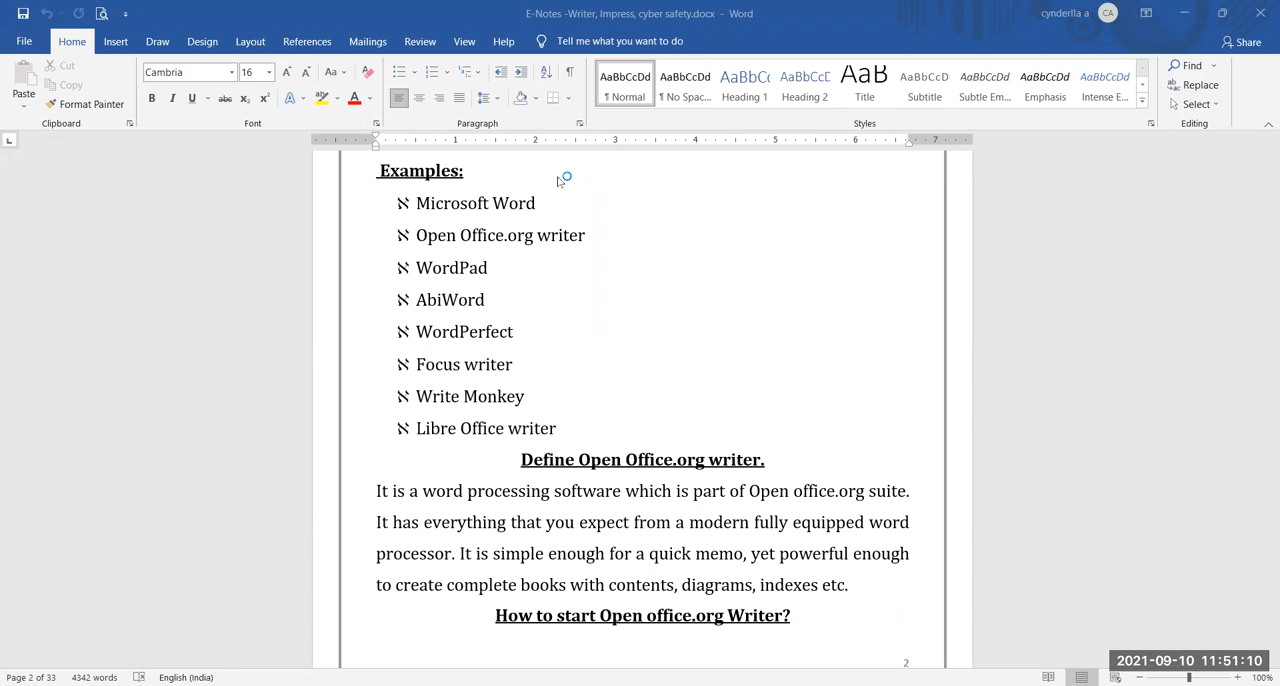 E-Notes -Writer, Impress, cyber safety.docx - Word
cynderlla a CA
File Home Insert Draw Design Layout References Mailings Review View Help Tell me what you want to do Share
Paste Cut Copy Format Painter
Clipboard
Cambria 16
Font
Paragraph
AaBbCcDd AaBbCcDd AaBbCc AaBbCcD AaB AaBbCcD AaBbCcDd AaBbCcDd AaBbCcDd
¶ Normal ¶ No Spac... Heading 1 Heading 2 Title Subtitle Subtle Em... Emphasis Intense E...
Styles
Find
Replace
Select
Editing
1 2 3 4 5 6 7
Examples:
ℵ Microsoft Word
ℵ Open Office.org writer
ℵ WordPad
ℵ AbiWord
ℵ WordPerfect
ℵ Focus writer
ℵ Write Monkey
ℵ Libre Office writer
Define Open Office.org writer.
It is a word processing software which is part of Open office.org suite.
It has everything that you expect from a modern fully equipped word
processor. It is simple enough for a quick memo, yet powerful enough
to create complete books with contents, diagrams, indexes etc.
How to start Open office.org Writer?
2
2021-09-10 11:51:10
Page 2 of 33 4342 words English (India) 100%